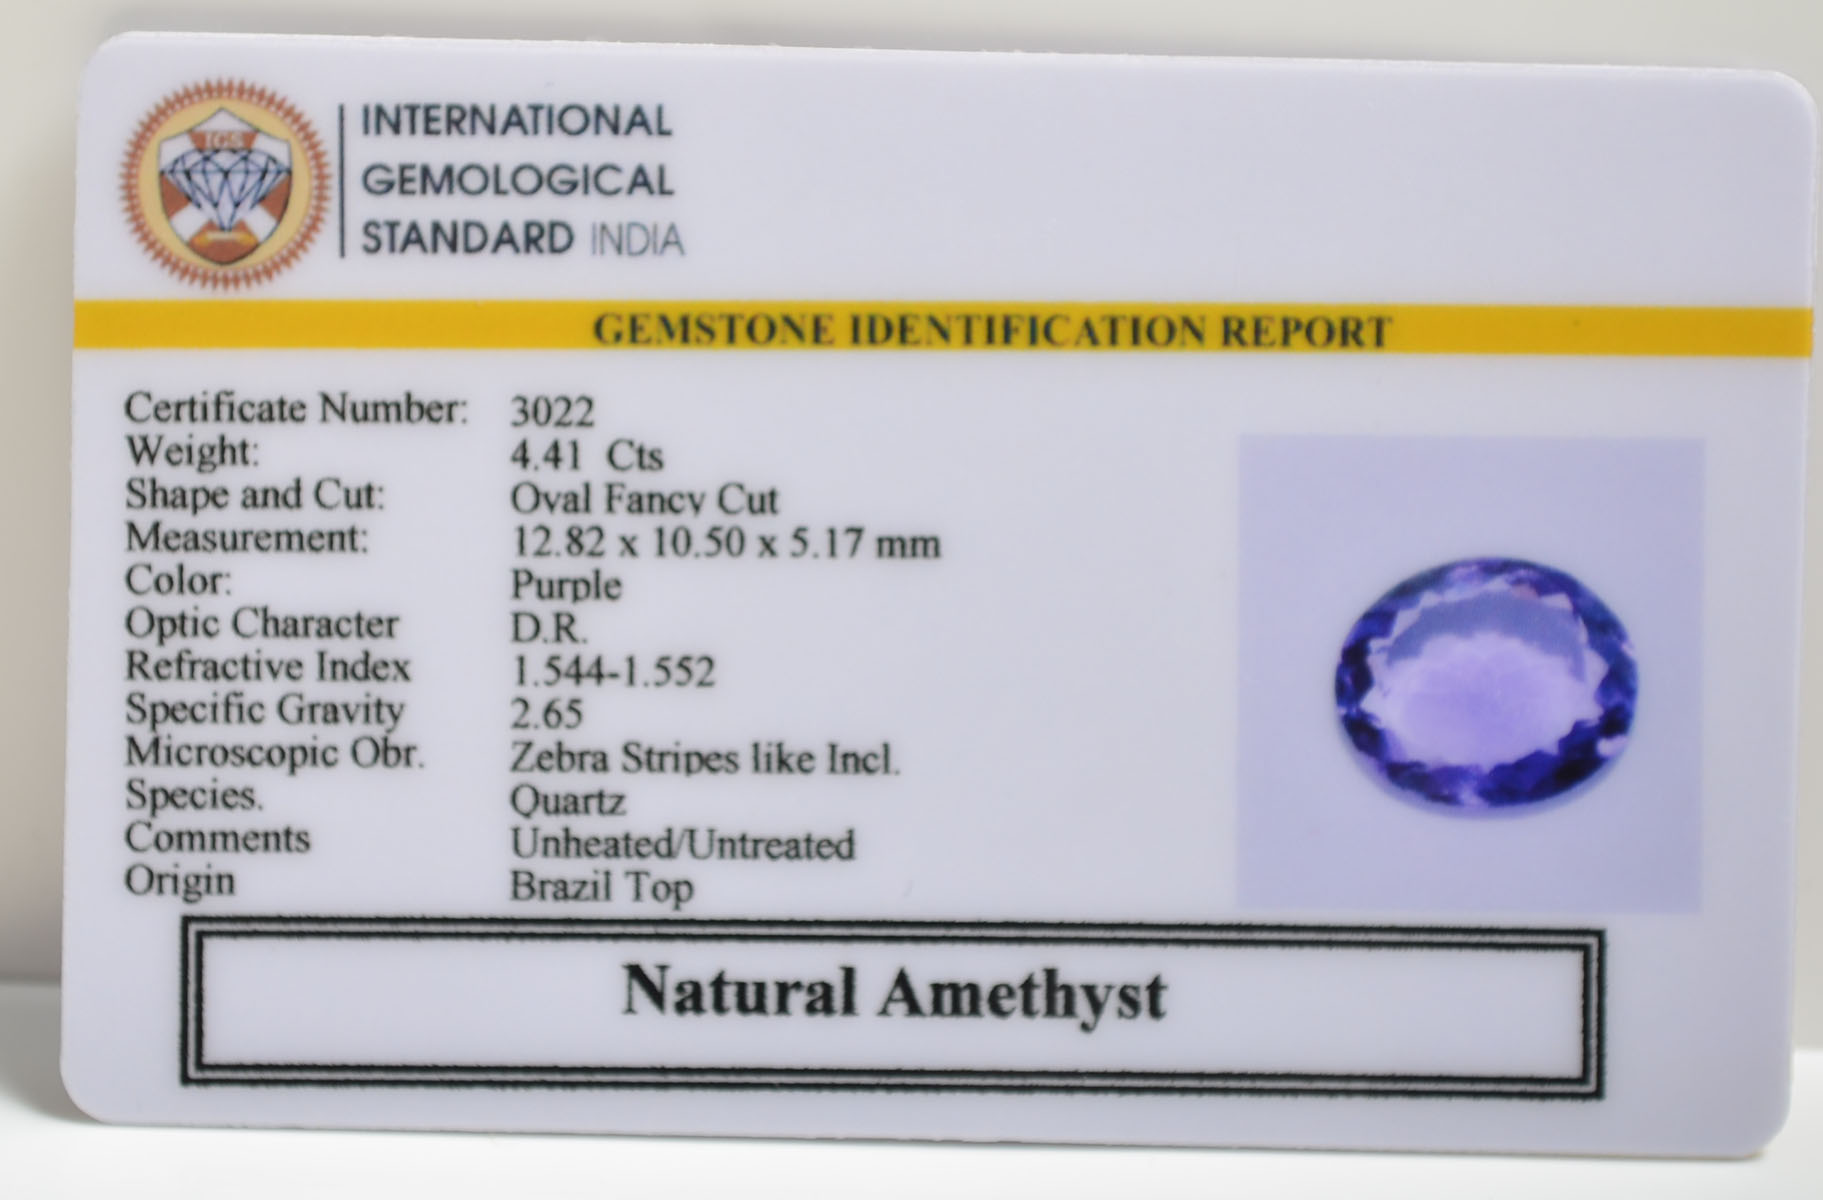 IGS
INTERNATIONAL
GEMOLOGICAL
STANDARD INDIA
GEMSTONE IDENTIFICATION REPORT
Certificate Number: 3022
Weight: 4.41 Cts
Shape and Cut: Oval Fancy Cut
Measurement: 12.82 x 10.50 x 5.17 mm
Color: Purple
Optic Character D.R.
Refractive Index 1.544-1.552
Specific Gravity 2.65
Microscopic Obr. Zebra Stripes like Incl.
Species. Quartz
Comments Unheated/Untreated
Origin Brazil Top
Natural Amethyst